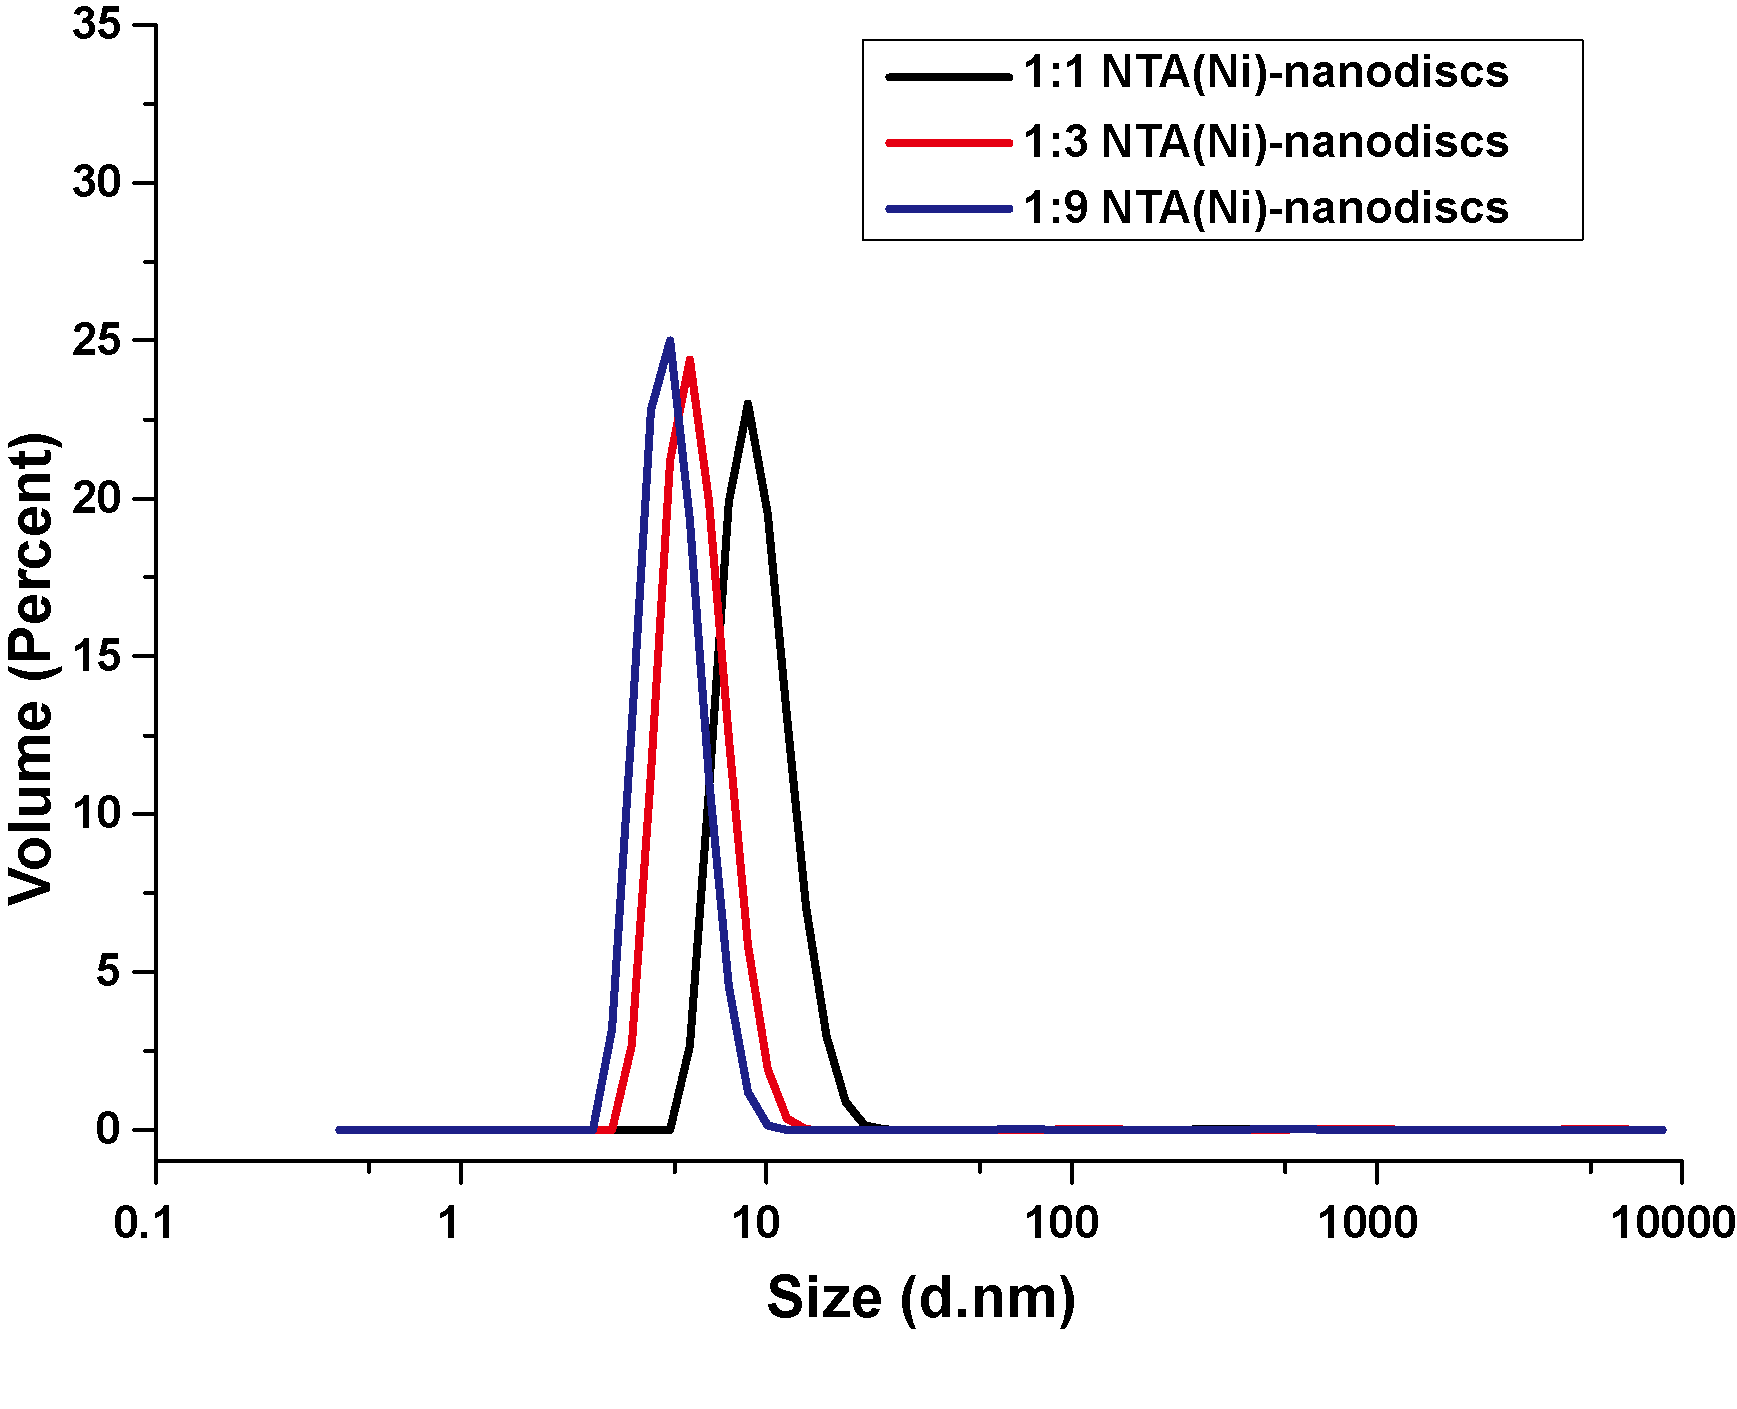 35
30
25
20
15
10
5
0
Volume (Percent)
1:1 NTA(Ni)-nanodiscs
1:3 NTA(Ni)-nanodiscs
1:9 NTA(Ni)-nanodiscs
0.1 1 10 100 1000 10000
Size (d.nm)